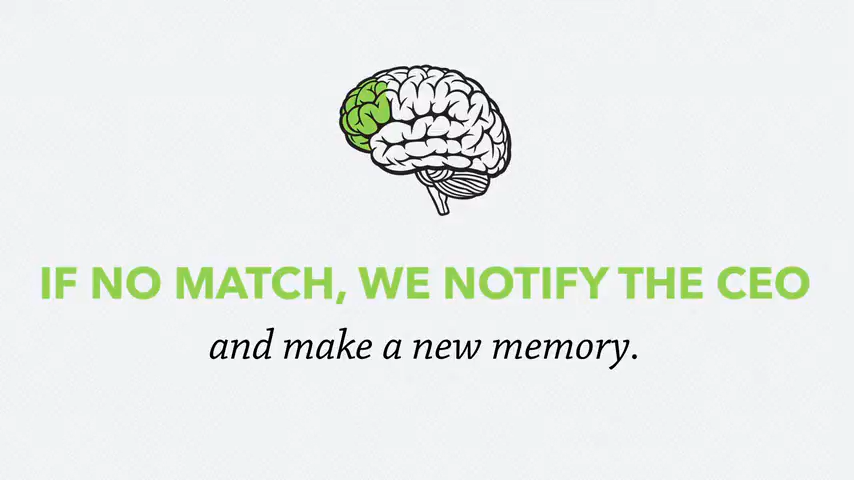 IF NO MATCH, WE NOTIFY THE CEO
and make a new memory.